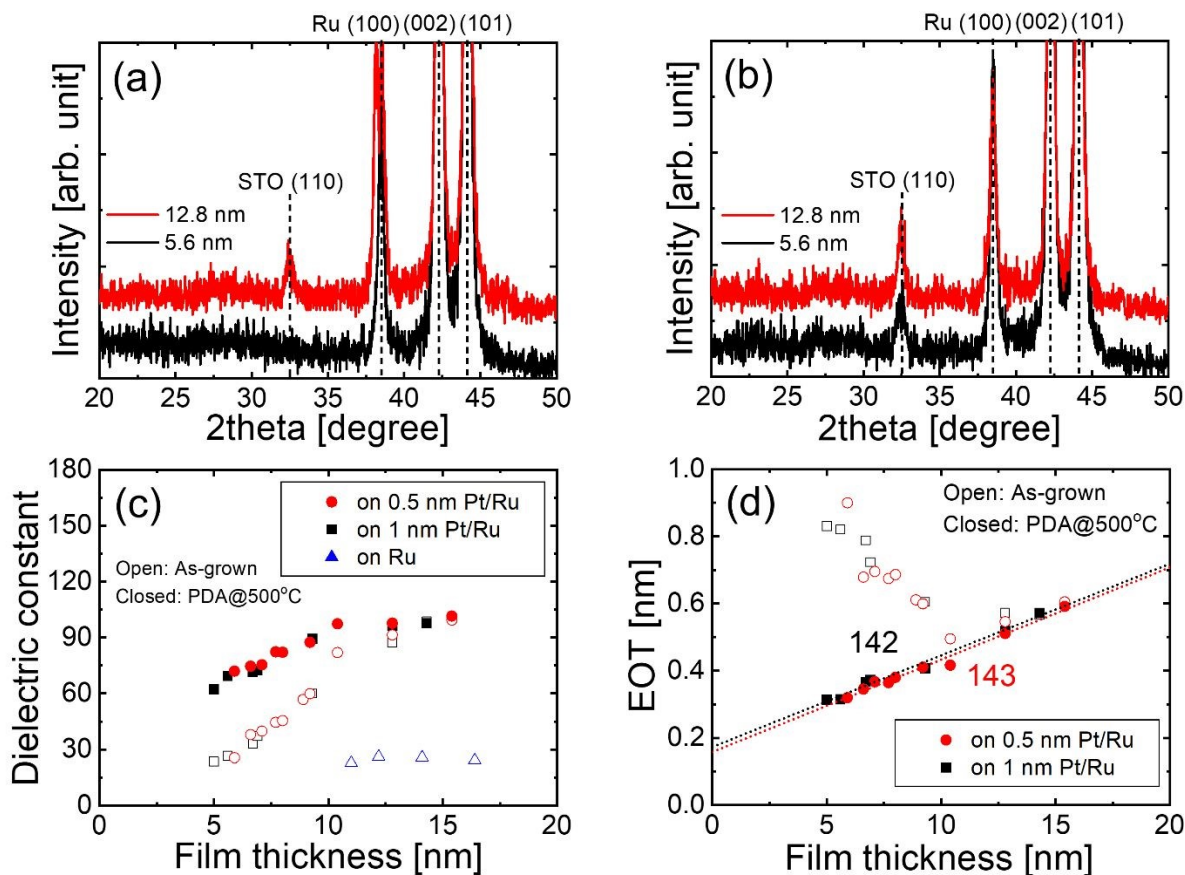 Ru (100) (002) (101)
(a)
STO (110)
12.8 nm
5.6 nm
Intensity [arb. unit]
20 25 30 35 40 45 50
2theta [degree]
Ru (100) (002) (101)
(b)
STO (110)
12.8 nm
5.6 nm
Intensity [arb. unit]
20 25 30 35 40 45 50
2theta [degree]
180
150
120
90
60
30
0
Dielectric constant
(c)
on 0.5 nm Pt/Ru
on 1 nm Pt/Ru
on Ru
Open: As-grown
Closed: PDA@500°C
0 5 10 15 20
Film thickness [nm]
1.0
0.8
0.6
0.4
0.2
0.0
EOT [nm]
(d)
Open: As-grown
Closed: PDA@500°C
142
143
on 0.5 nm Pt/Ru
on 1 nm Pt/Ru
0 5 10 15 20
Film thickness [nm]